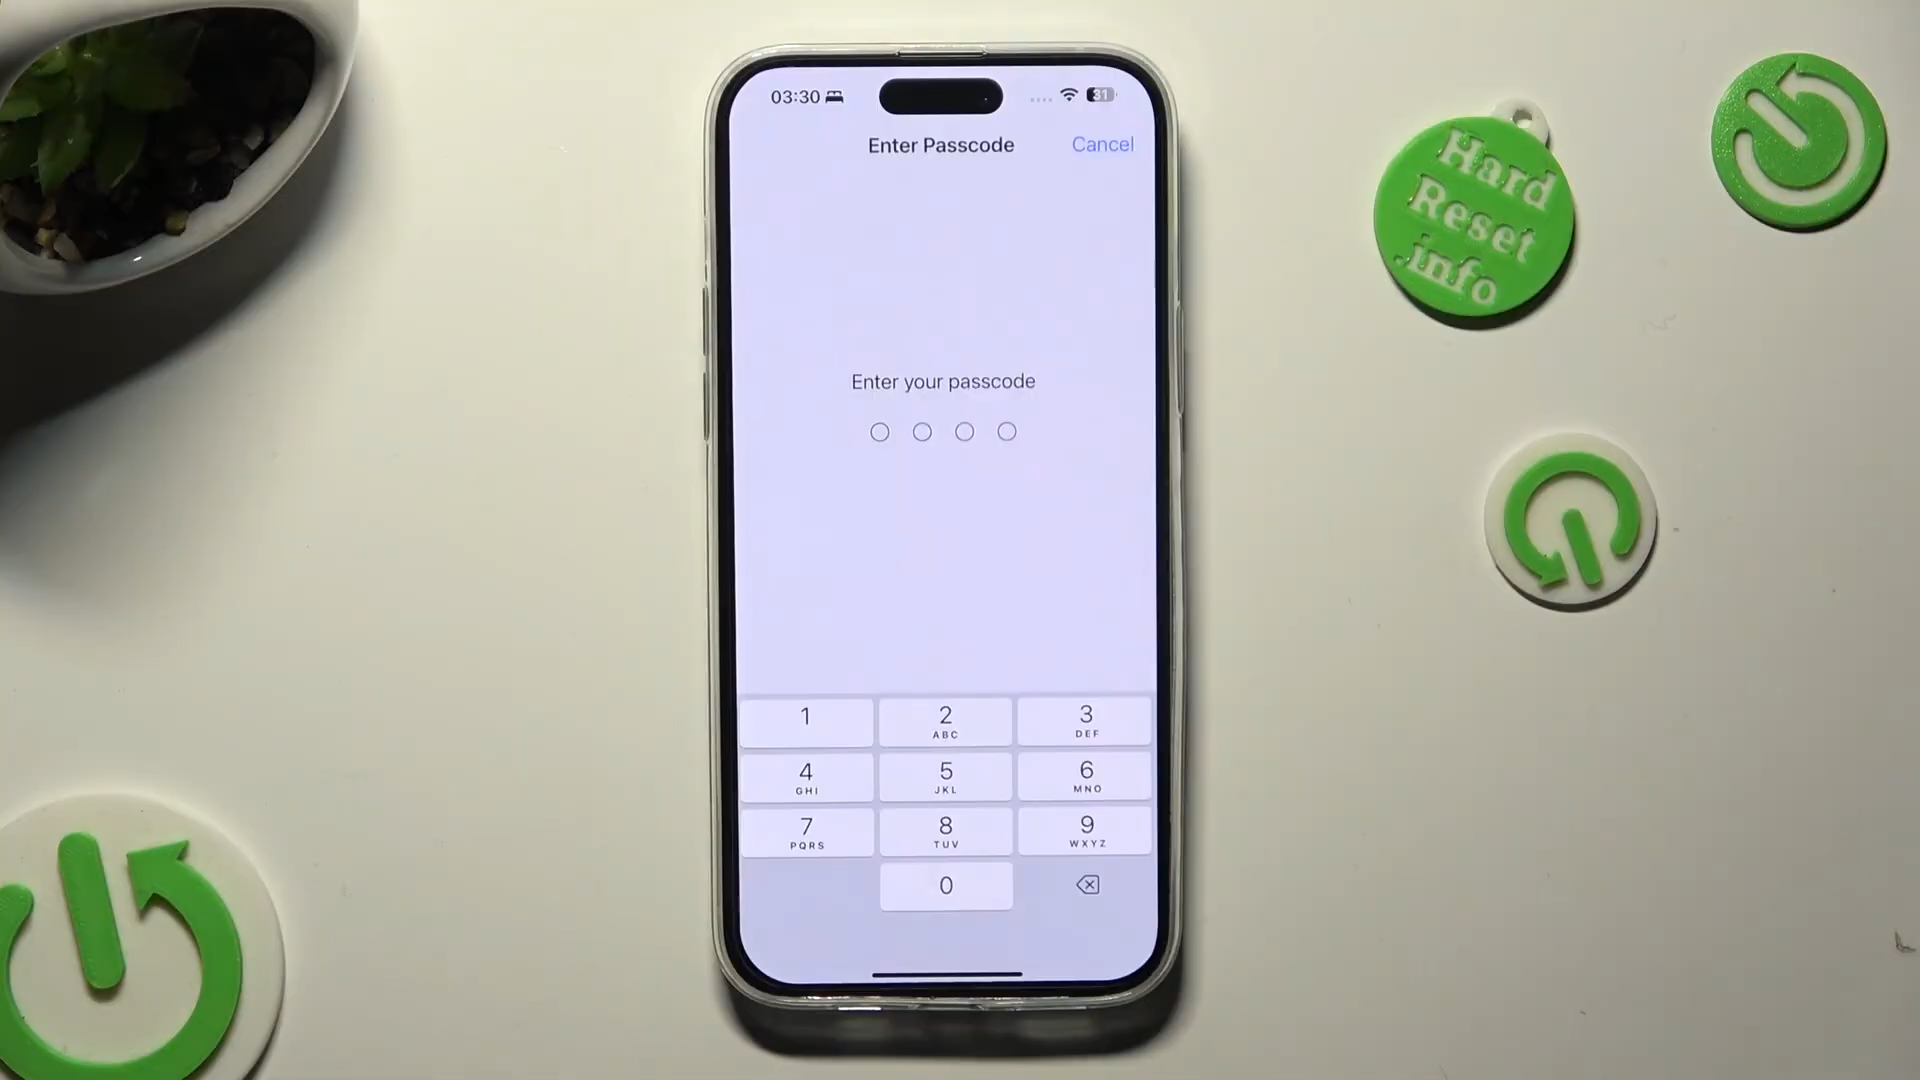 03:30
31
Enter Passcode
Cancel
Enter your passcode
1
2
ABC
3
DEF
4
GHI
5
JKL
6
MNO
7
PQRS
8
TUV
9
WXYZ
0
Hard
Reset
.info